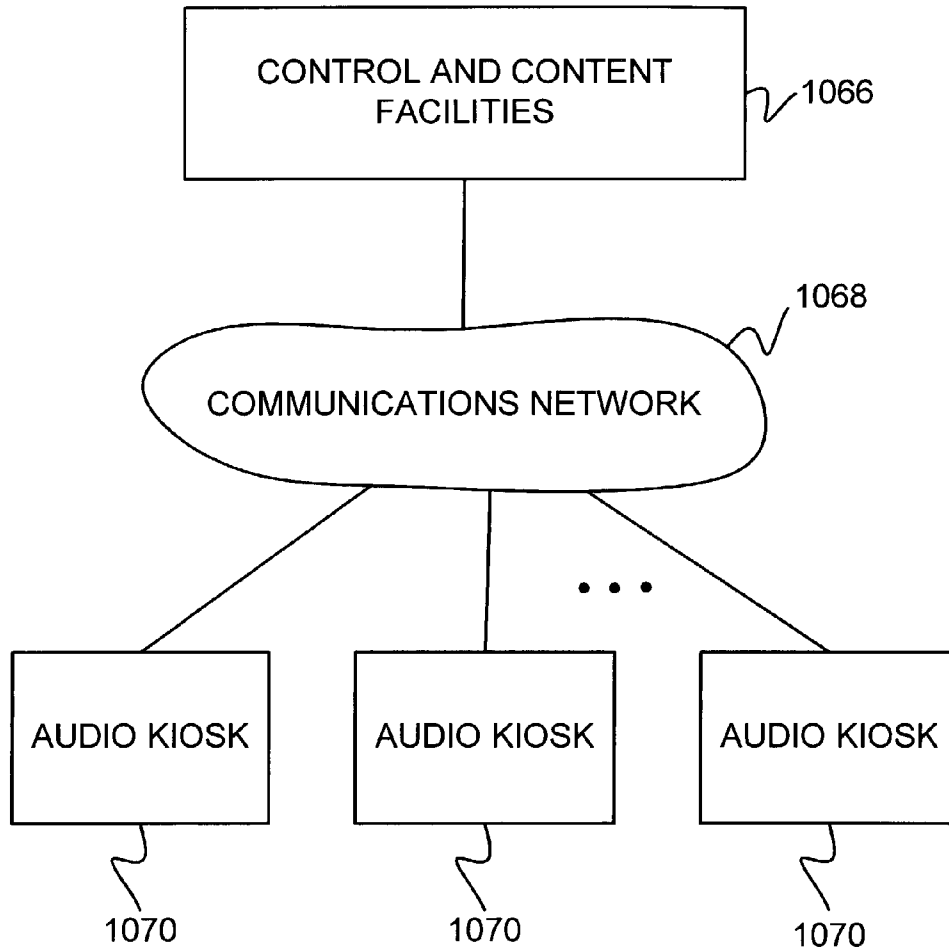 CONTROL AND CONTENT
FACILITIES
1066
1068
COMMUNICATIONS NETWORK
AUDIO KIOSK
AUDIO KIOSK
AUDIO KIOSK
1070
1070
1070